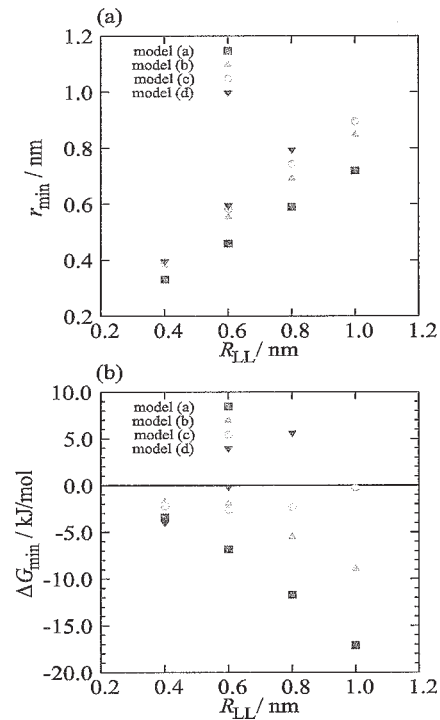 (a)
1.2
1.0
0.8
0.6
0.4
0.2
r_min / nm
model (a)
model (b)
model (c)
model (d)
0.2 0.4 0.6 0.8 1.0 1.2
R_LL / nm
(b)
10.0
5.0
0.0
-5.0
-10.0
-15.0
-20.0
ΔG_min / kJ/mol
model (a)
model (b)
model (c)
model (d)
0.2 0.4 0.6 0.8 1.0 1.2
R_LL / nm